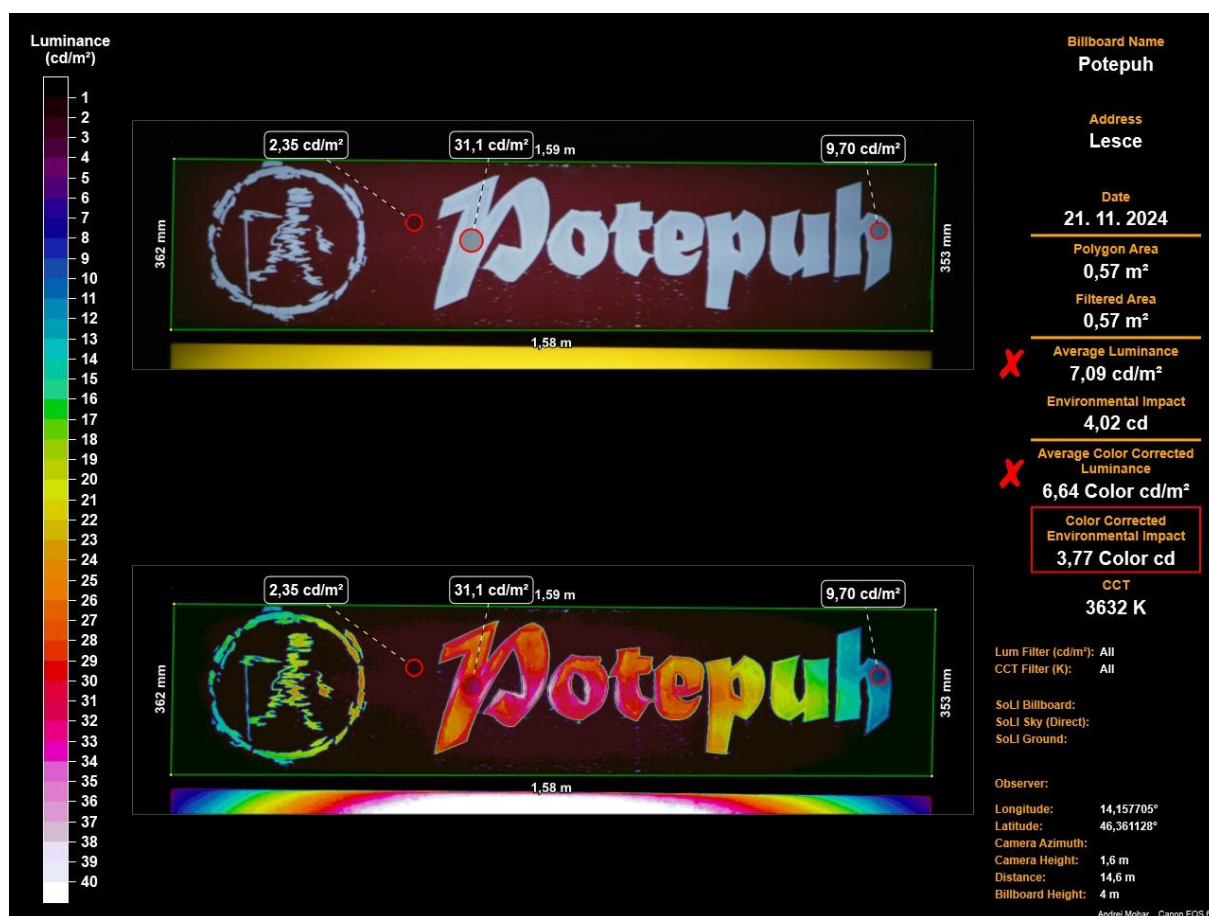 Luminance
(cd/m²)
1
2
3
4
5
6
7
8
9
10
11
12
13
14
15
16
17
18
19
20
21
22
23
24
25
26
27
28
29
30
31
32
33
34
35
36
37
38
39
40
2,35 cd/m²
31,1 cd/m²
1,59 m
9,70 cd/m²
362 mm
Potepuh
353 mm
1,58 m
2,35 cd/m²
31,1 cd/m²
1,59 m
9,70 cd/m²
362 mm
Potepuh
353 mm
1,58 m
Billboard Name
Potepuh
Address
Lesce
Date
21. 11. 2024
Polygon Area
0,57 m²
Filtered Area
0,57 m²
Average Luminance
7,09 cd/m²
Environmental Impact
4,02 cd
Average Color Corrected
Luminance
6,64 Color cd/m²
Color Corrected
Environmental Impact
3,77 Color cd
CCT
3632 K
Lum Filter (cd/m²): All
CCT Filter (K): All
SoLI Billboard:
SoLI Sky (Direct):
SoLI Ground:
Observer:
Longitude: 14,157705°
Latitude: 46,361128°
Camera Azimuth:
Camera Height: 1,6 m
Distance: 14,6 m
Billboard Height: 4 m
Andrej Mohar Canon EOS